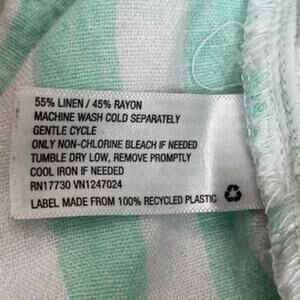 55% LINEN / 45% RAYON
MACHINE WASH COLD SEPARATELY
GENTLE CYCLE
ONLY NON-CHLORINE BLEACH IF NEEDED
TUMBLE DRY LOW, REMOVE PROMPTLY
COOL IRON IF NEEDED
RN17730 VN1247024
LABEL MADE FROM 100% RECYCLED PLASTIC